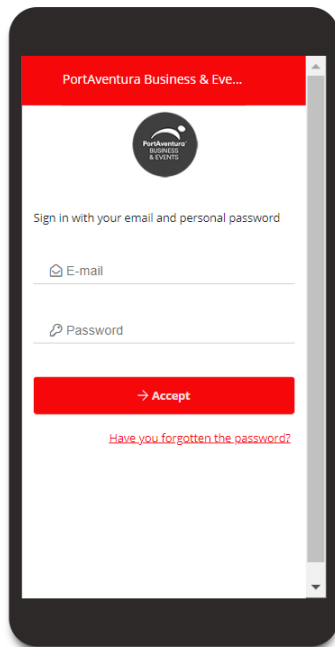 PortAventura Business & Eve...
PortAventura
BUSINESS
& EVENTS
Sign in with your email and personal password
E-mail
Password
Accept
Have you forgotten the password?